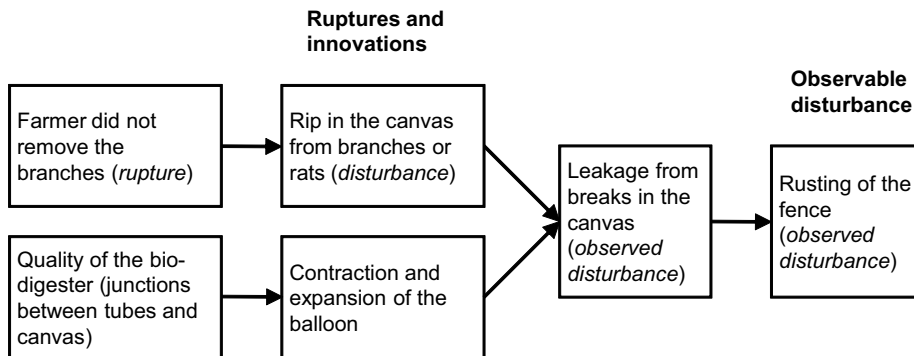 Ruptures and
innovations
Observable
disturbance
Farmer did not
remove the
branches (rupture)
Rip in the canvas
from branches or
rats (disturbance)
Leakage from
breaks in the
canvas
(observed
disturbance)
Rusting of the
fence
(observed
disturbance)
Quality of the bio-
digester (junctions
between tubes and
canvas)
Contraction and
expansion of the
balloon